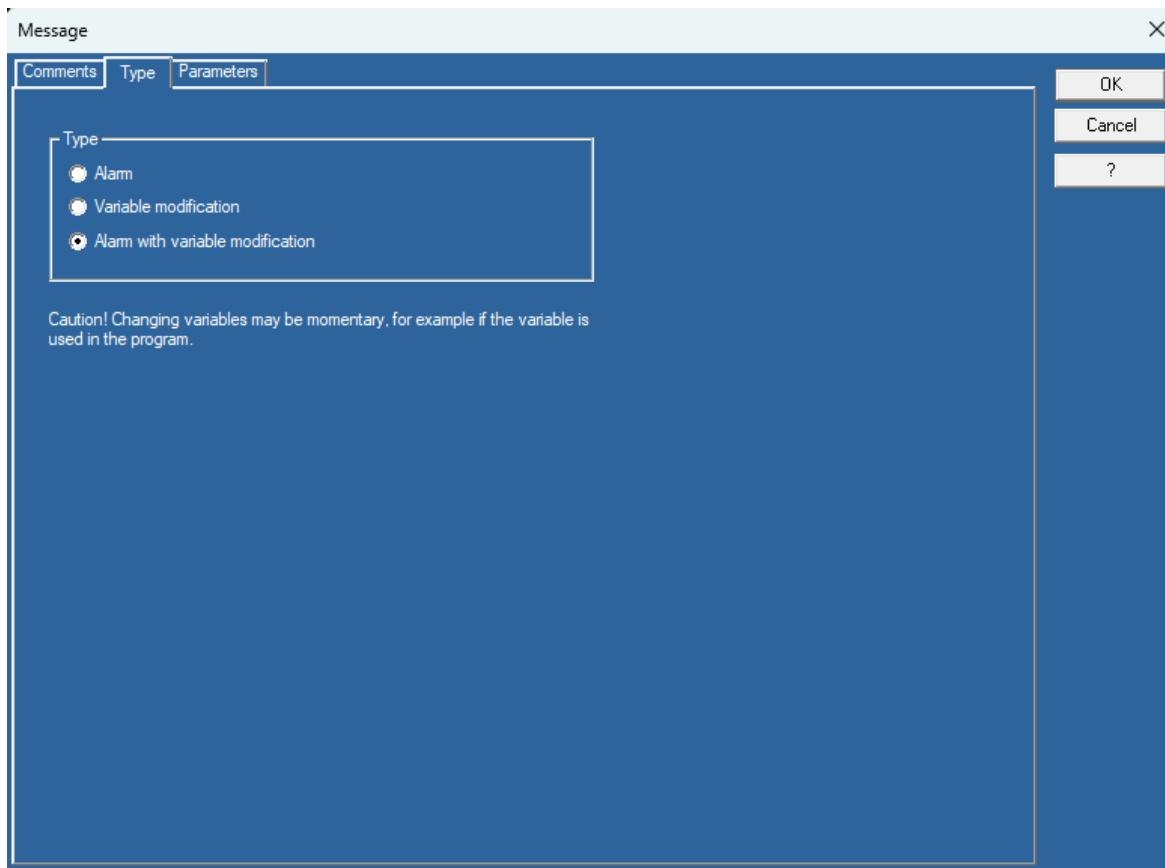 Message
Comments
Type
Parameters
OK
Cancel
?
Type
Alarm
Variable modification
Alarm with variable modification
Caution! Changing variables may be momentary, for example if the variable is
used in the program.